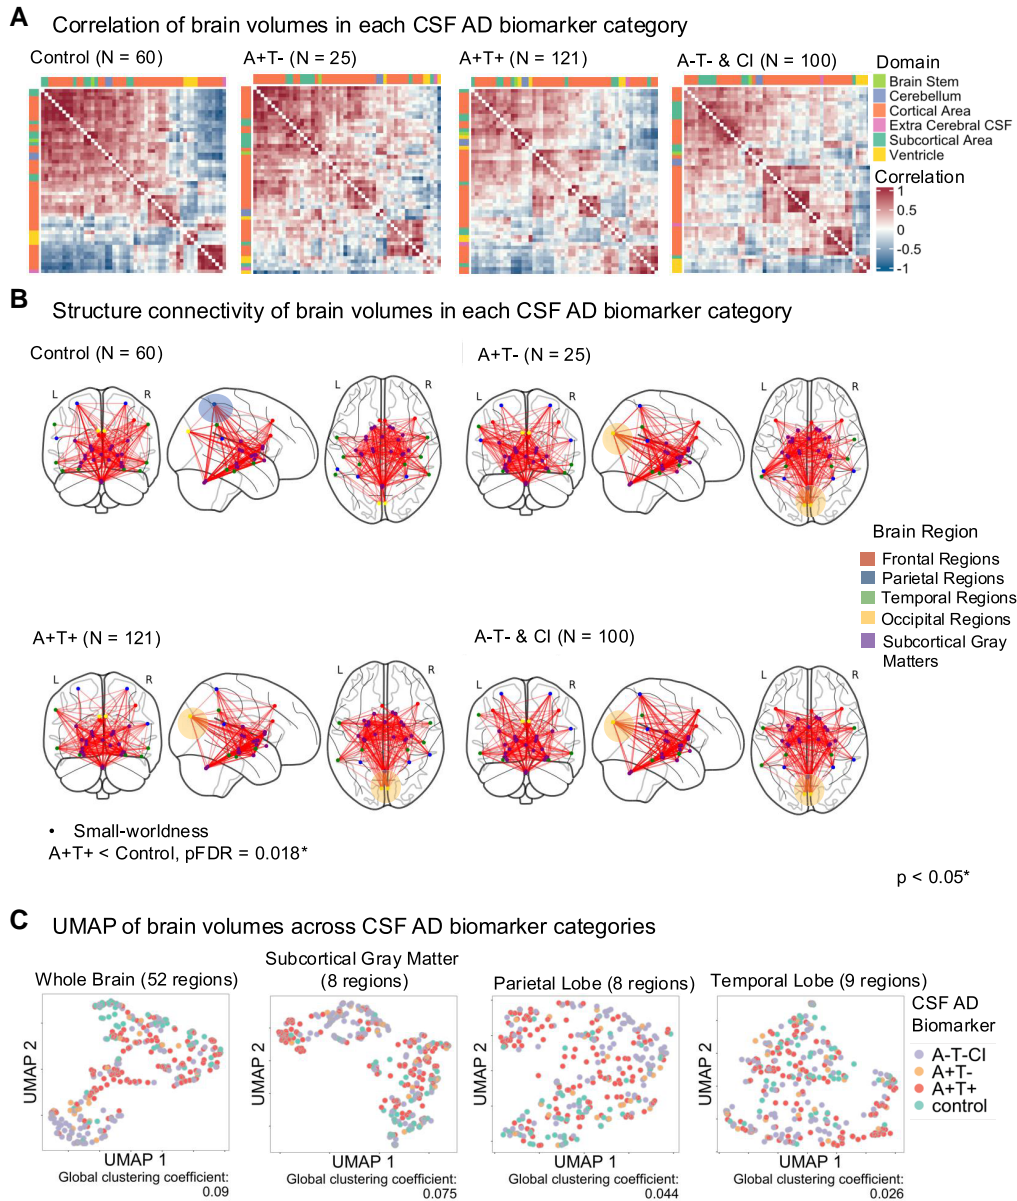 A Correlation of brain volumes in each CSF AD biomarker category
Control (N = 60)
A+T- (N = 25)
A+T+ (N = 121)
A-T- & CI (N = 100)
Domain
Brain Stem
Cerebellum
Cortical Area
Extra Cerebral CSF
Subcortical Area
Ventricle
Correlation
1
0.5
0
-0.5
-1
B Structure connectivity of brain volumes in each CSF AD biomarker category
Control (N = 60)
A+T- (N = 25)
L R L R
L R L R
Brain Region
Frontal Regions
Parietal Regions
Temporal Regions
Occipital Regions
Subcortical Gray
Matters
A+T+ (N = 121)
A-T- & CI (N = 100)
L R L R
L R L R
• Small-worldness
A+T+ < Control, pFDR = 0.018*
p < 0.05*
C UMAP of brain volumes across CSF AD biomarker categories
Whole Brain (52 regions)
UMAP 2
UMAP 1
Global clustering coefficient:
0.09
Subcortical Gray Matter
(8 regions)
UMAP 2
UMAP 1
Global clustering coefficient:
0.075
Parietal Lobe (8 regions)
UMAP 2
UMAP 1
Global clustering coefficient:
0.044
Temporal Lobe (9 regions)
UMAP 2
UMAP 1
Global clustering coefficient:
0.026
CSF AD
Biomarker
A-T-CI
A+T-
A+T+
control